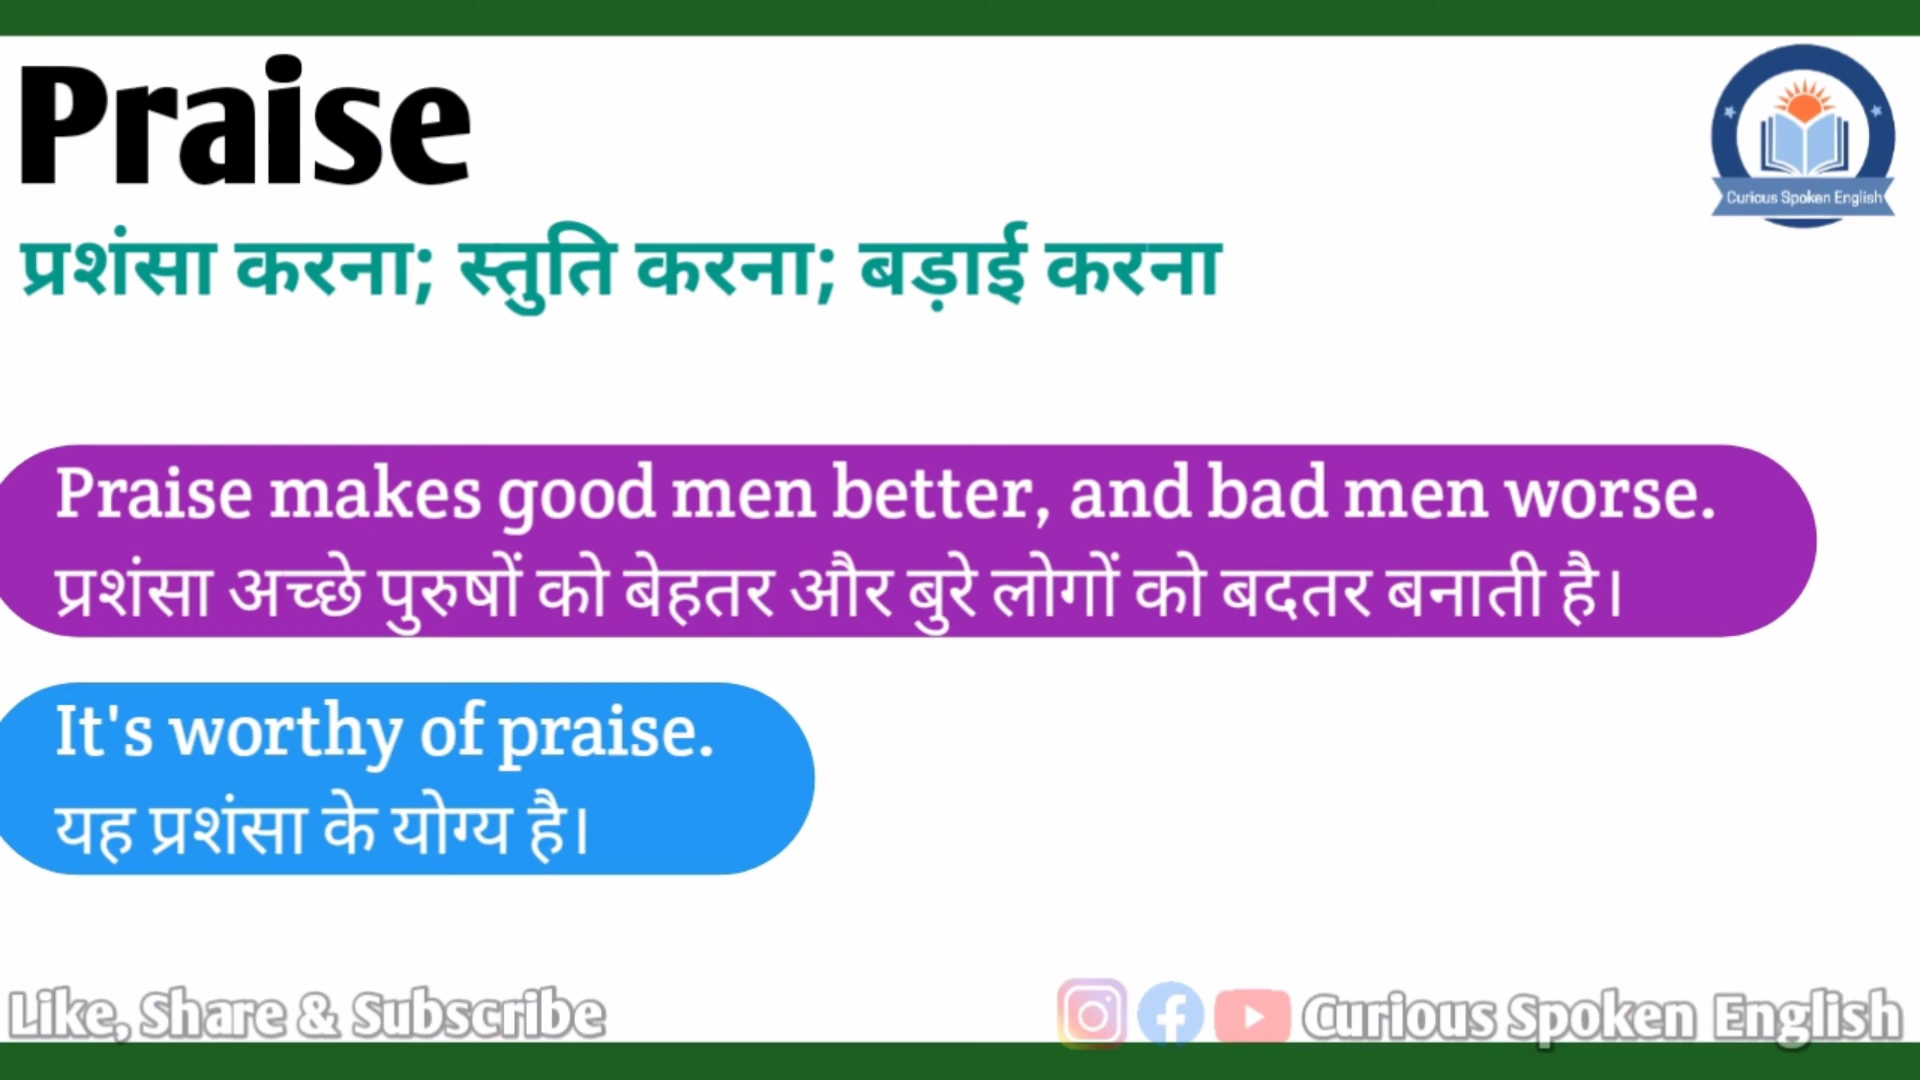 Praise
Curious Spoken English
प्रशंसा करना; स्तुति करना; बड़ाई करना
Praise makes good men better, and bad men worse.
प्रशंसा अच्छे पुरुषों को बेहतर और बुरे लोगों को बदतर बनाती है।
It's worthy of praise.
यह प्रशंसा के योग्य है।
Like, Share & Subscribe
Curious Spoken English